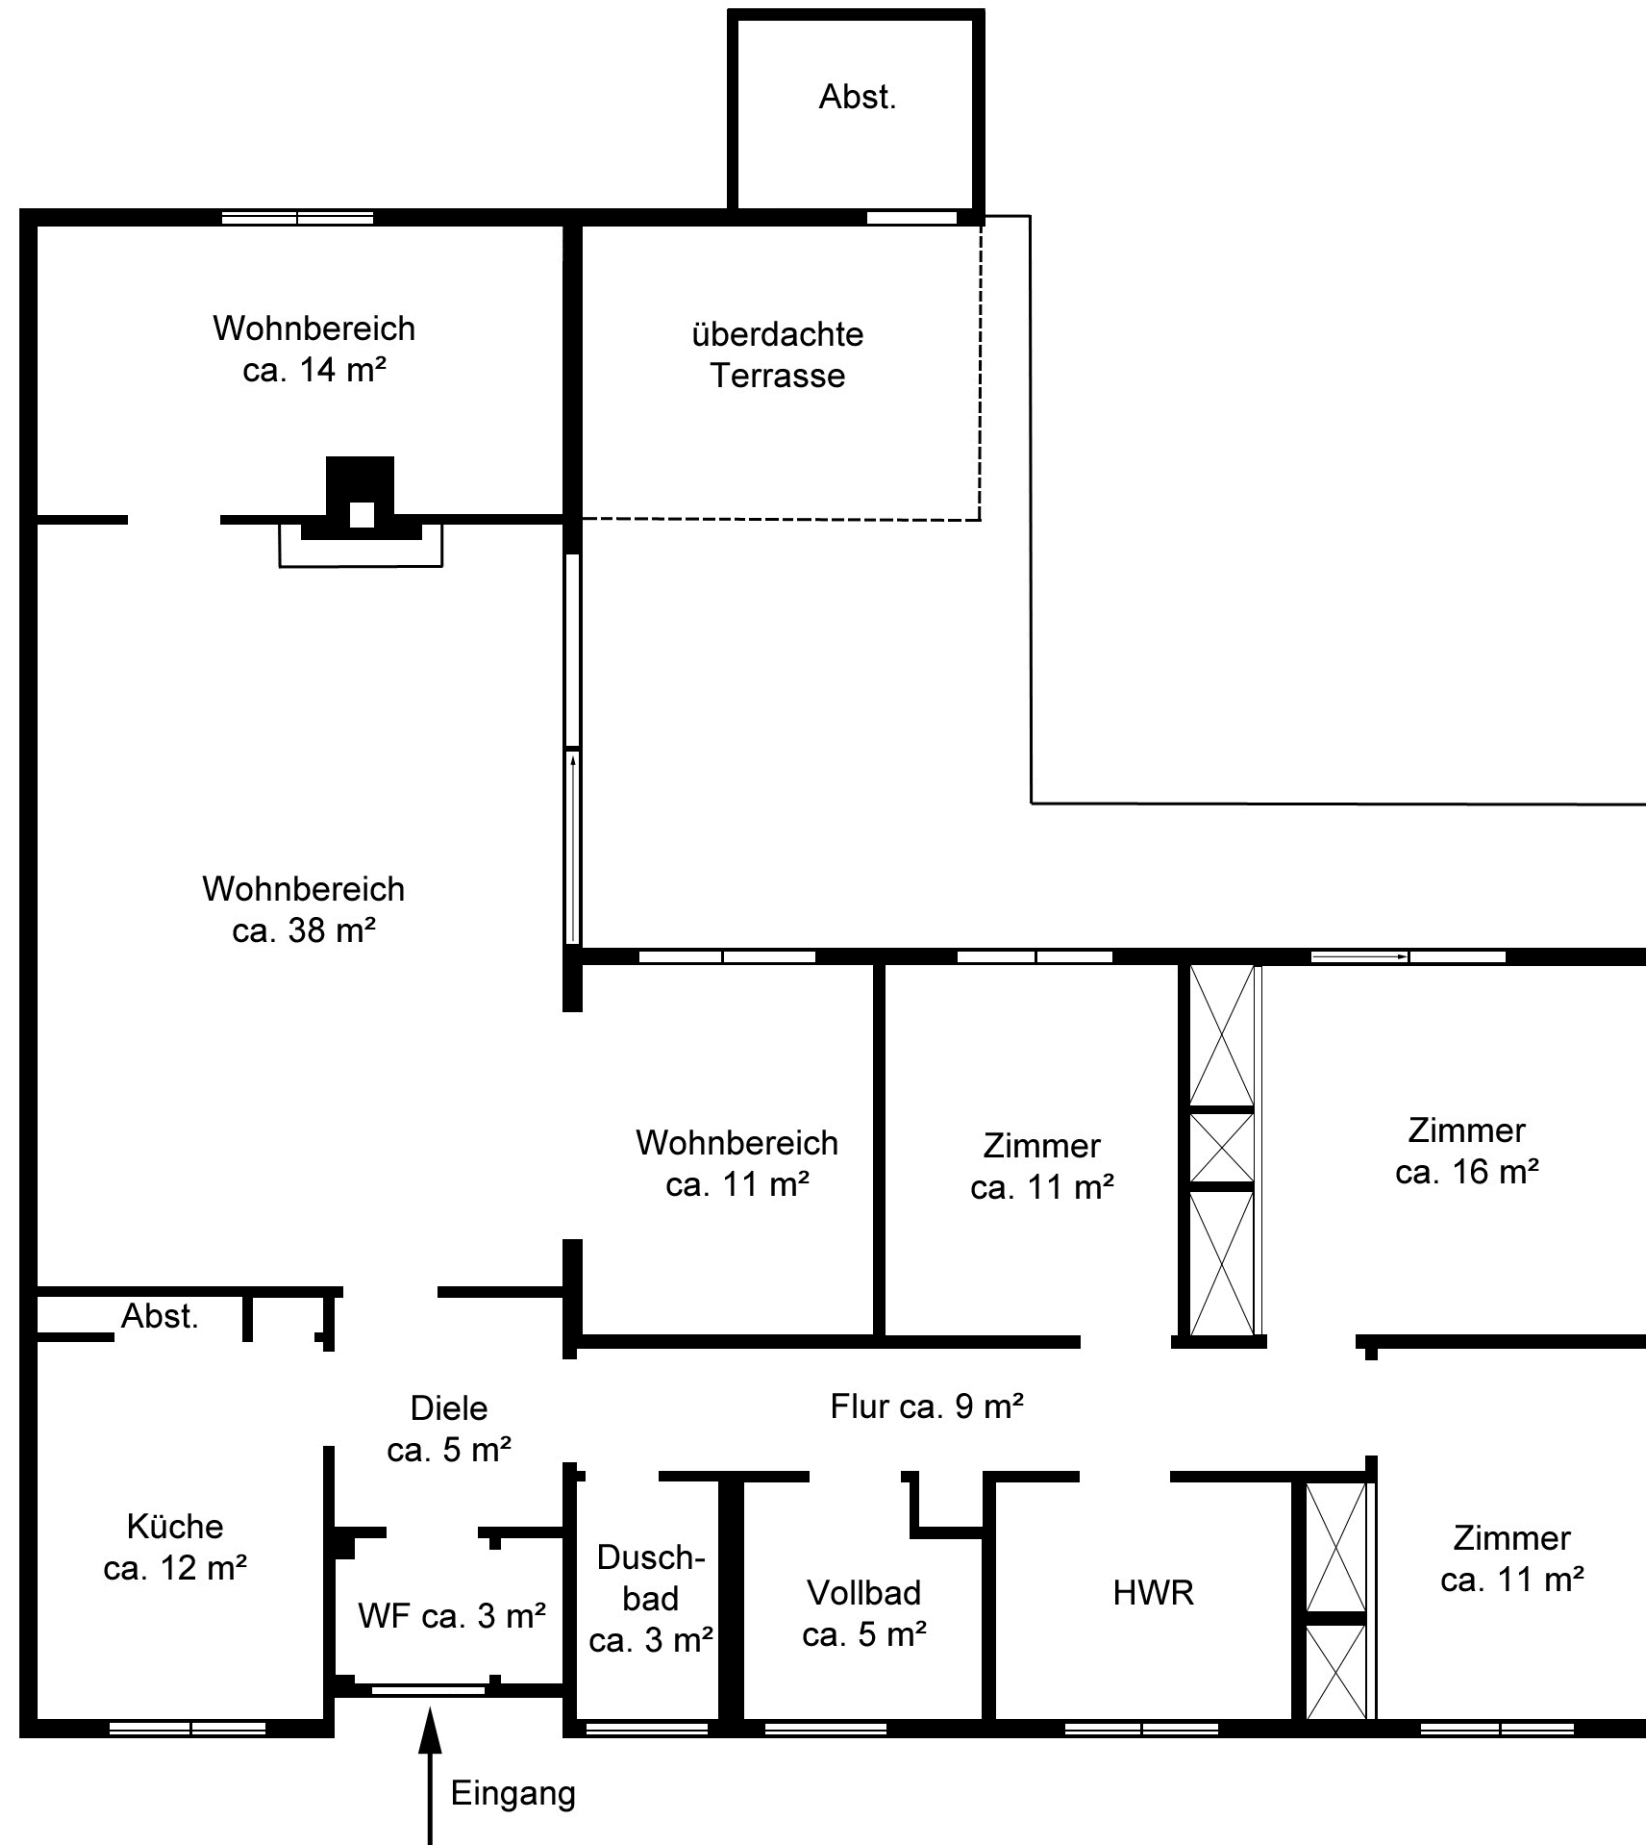 Abst.
Wohnbereich
ca. 14 m²
überdachte
Terrasse
Wohnbereich
ca. 38 m²
Wohnbereich
ca. 11 m²
Zimmer
ca. 11 m²
Zimmer
ca. 16 m²
Abst.
Diele
ca. 5 m²
Flur ca. 9 m²
Küche
ca. 12 m²
WF ca. 3 m²
Dusch-
bad
ca. 3 m²
Vollbad
ca. 5 m²
HWR
Zimmer
ca. 11 m²
Eingang